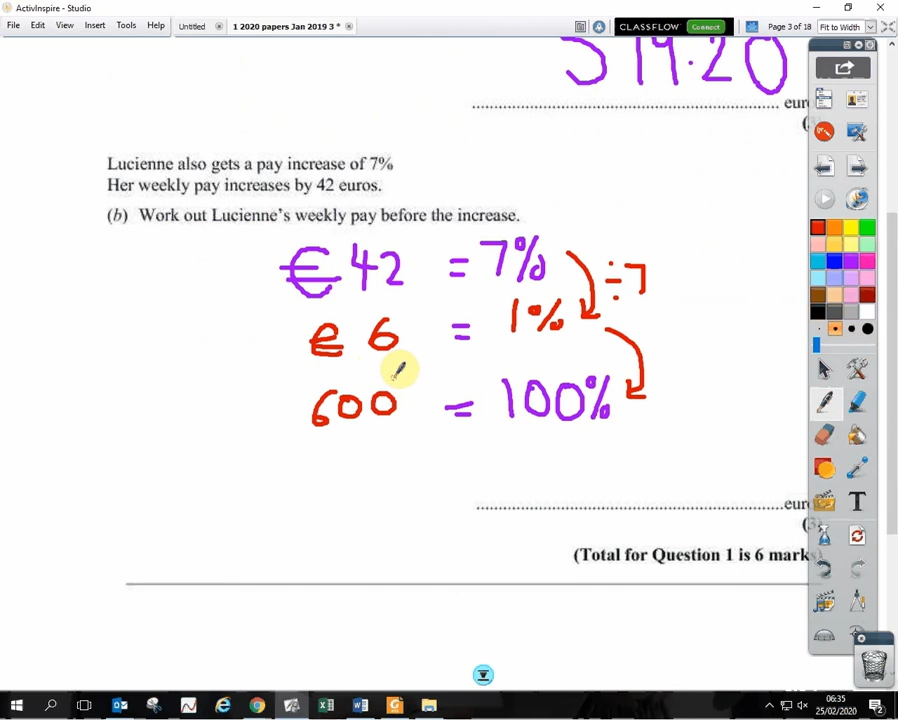 ActivInspire
File Edit View Insert Tools Untitled 1 2020 papers Jan 2019 3 * CLASSFLOW Connect Page 3 of 18 Fit to Width
519.20
eur
Lucienne also gets a pay increase of 7%
Her weekly pay increases by 42 euros.
(b) Work out Lucienne's weekly pay before the increase.
€ 42 = 7%
÷7
€ 6 = 1%
600 = 100%
T
eur
(3)
(Total for Question 1 is 6 marks)
06:35
25/02/2020